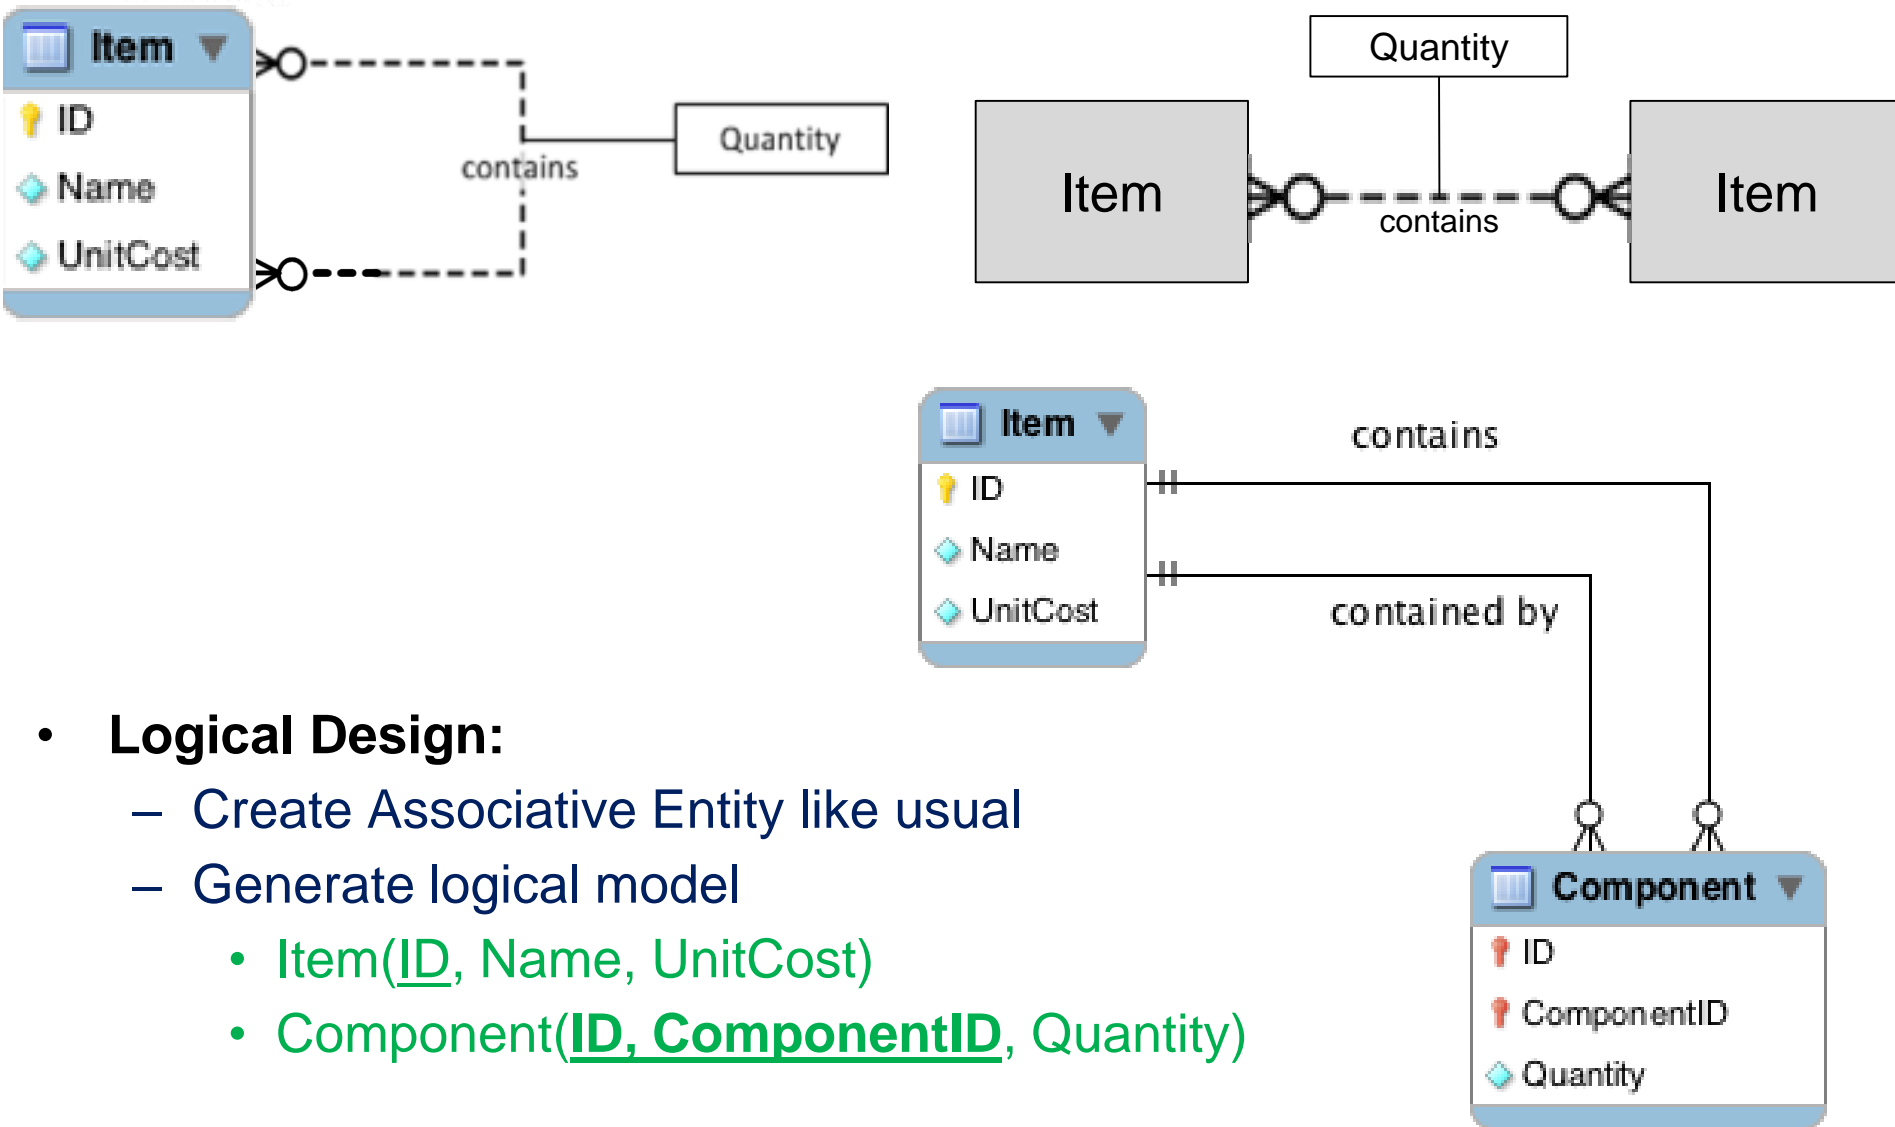 Item
ID
Name
UnitCost
contains
Quantity
Quantity
Item
contains
Item
Item
ID
Name
UnitCost
contains
contained by
• Logical Design:
– Create Associative Entity like usual
– Generate logical model
• Item(ID, Name, UnitCost)
• Component(ID, ComponentID, Quantity)
Component
ID
ComponentID
Quantity